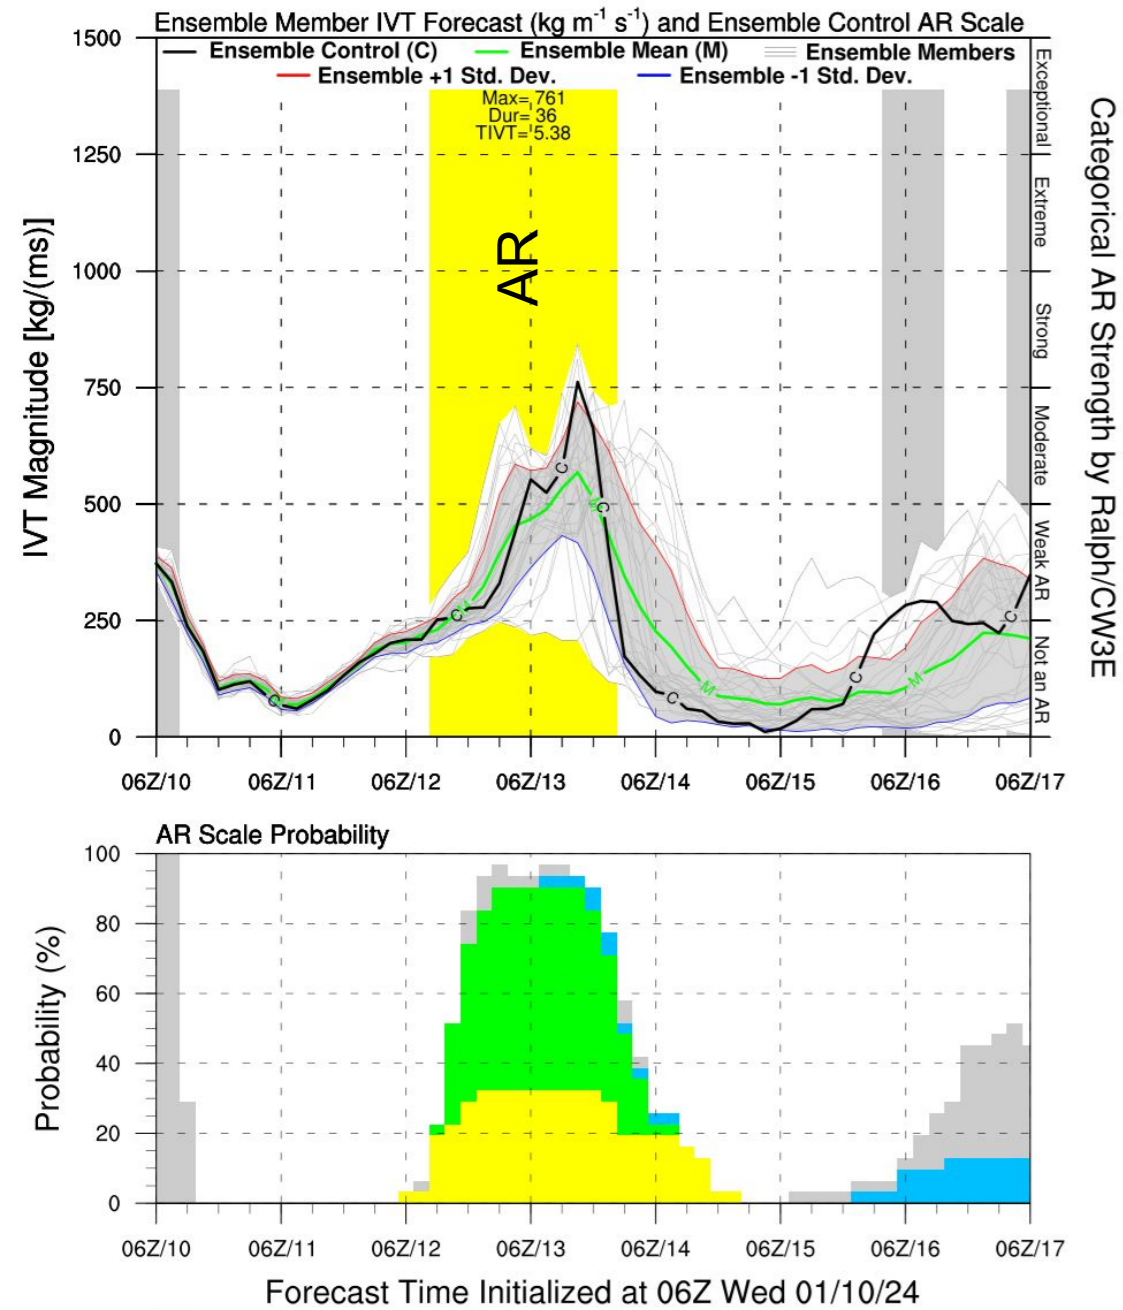 Ensemble Member IVT Forecast (kg m⁻¹ s⁻¹) and Ensemble Control AR Scale
Ensemble Control (C) Ensemble Mean (M) Ensemble Members
Ensemble +1 Std. Dev. Ensemble -1 Std. Dev.
Max= 761
Dur= 36
TIVT= 5.38
AR
IVT Magnitude [kg/(ms)]
1500
1250
1000
750
500
250
0
Exceptional
Extreme
Strong
Moderate
Weak AR
Not an AR
Categorical AR Strength by Ralph/CW3E
C C C C C C C
M M M M
06Z/10 06Z/11 06Z/12 06Z/13 06Z/14 06Z/15 06Z/16 06Z/17
AR Scale Probability
Probability (%)
100
80
60
40
20
0
06Z/10 06Z/11 06Z/12 06Z/13 06Z/14 06Z/15 06Z/16 06Z/17
Forecast Time Initialized at 06Z Wed 01/10/24